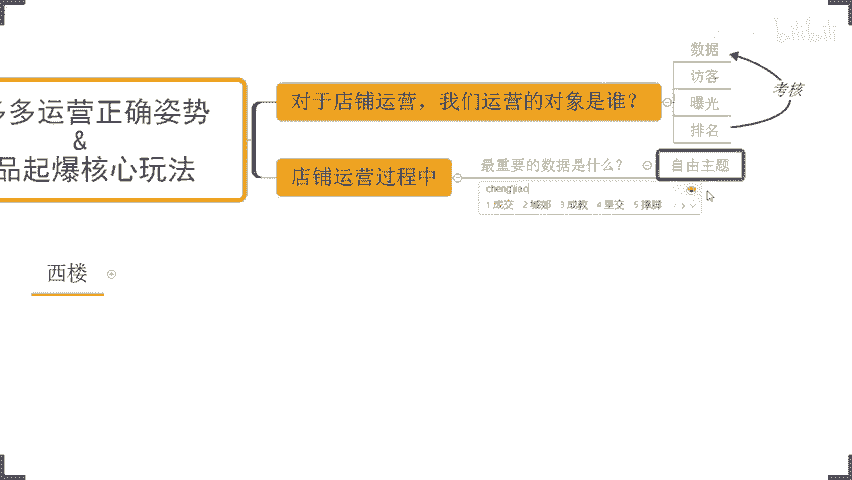 bilibili
多多运营正确姿势
&
品起爆核心玩法
对于店铺运营，我们运营的对象是谁？
数据
访客
曝光
排名
考核
店铺运营过程中
最重要的数据是什么？
自由主题
cheng'jiao
1 成交 2 城郊 3 成教 4 呈交 5 撑脚
西楼